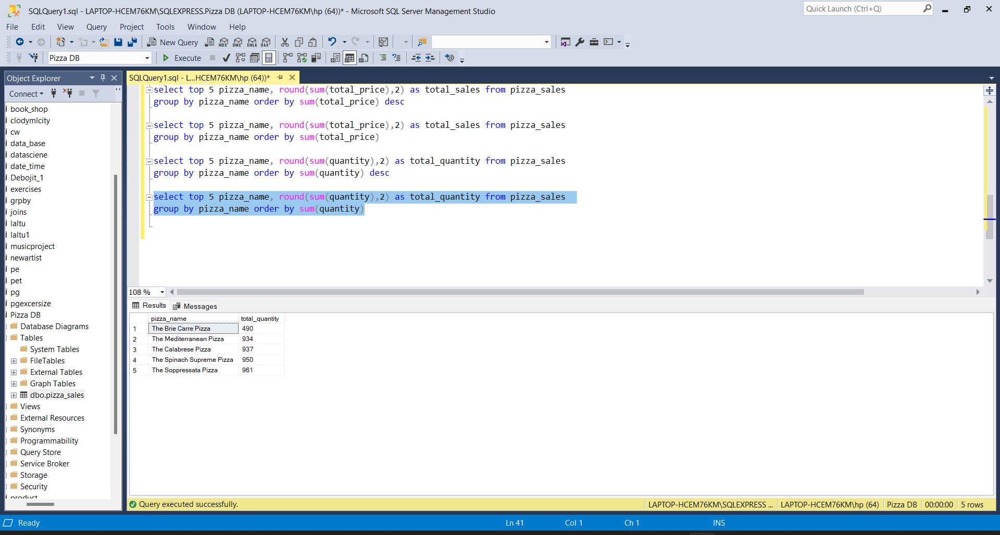 SQLQuery1.sql - LAPTOP-HCEM76KM\SQLEXPRESS.Pizza DB (LAPTOP-HCEM76KM\hp (64))* - Microsoft SQL Server Management Studio
Quick Launch (Ctrl+Q)
File Edit View Query Project Tools Window Help
New Query MDX DMX XMLA DAX
Pizza DB Execute
Object Explorer
Connect
book_shop
clodymlcity
cw
data_base
datasciene
date_time
Debojit_1
exercises
grpby
joins
laltu
laltu1
musicproject
newartist
pe
pet
pg
pgexcersize
Pizza DB
Database Diagrams
Tables
System Tables
FileTables
External Tables
Graph Tables
dbo.pizza_sales
Views
External Resources
Synonyms
Programmability
Query Store
Service Broker
Storage
Security
product
SQLQuery1.sql - L...HCEM76KM\hp (64))*
select top 5 pizza_name, round(sum(total_price),2) as total_sales from pizza_sales
group by pizza_name order by sum(total_price) desc
select top 5 pizza_name, round(sum(total_price),2) as total_sales from pizza_sales
group by pizza_name order by sum(total_price)
select top 5 pizza_name, round(sum(quantity),2) as total_quantity from pizza_sales
group by pizza_name order by sum(quantity) desc
select top 5 pizza_name, round(sum(quantity),2) as total_quantity from pizza_sales
group by pizza_name order by sum(quantity)
108 %
Results Messages
pizza_name total_quantity
1 The Brie Carre Pizza 490
2 The Mediterranean Pizza 934
3 The Calabrese Pizza 937
4 The Spinach Supreme Pizza 950
5 The Soppressata Pizza 961
Query executed successfully.
LAPTOP-HCEM76KM\SQLEXPRESS ... LAPTOP-HCEM76KM\hp (64) Pizza DB 00:00:00 5 rows
Ready Ln 41 Col 1 Ch 1 INS